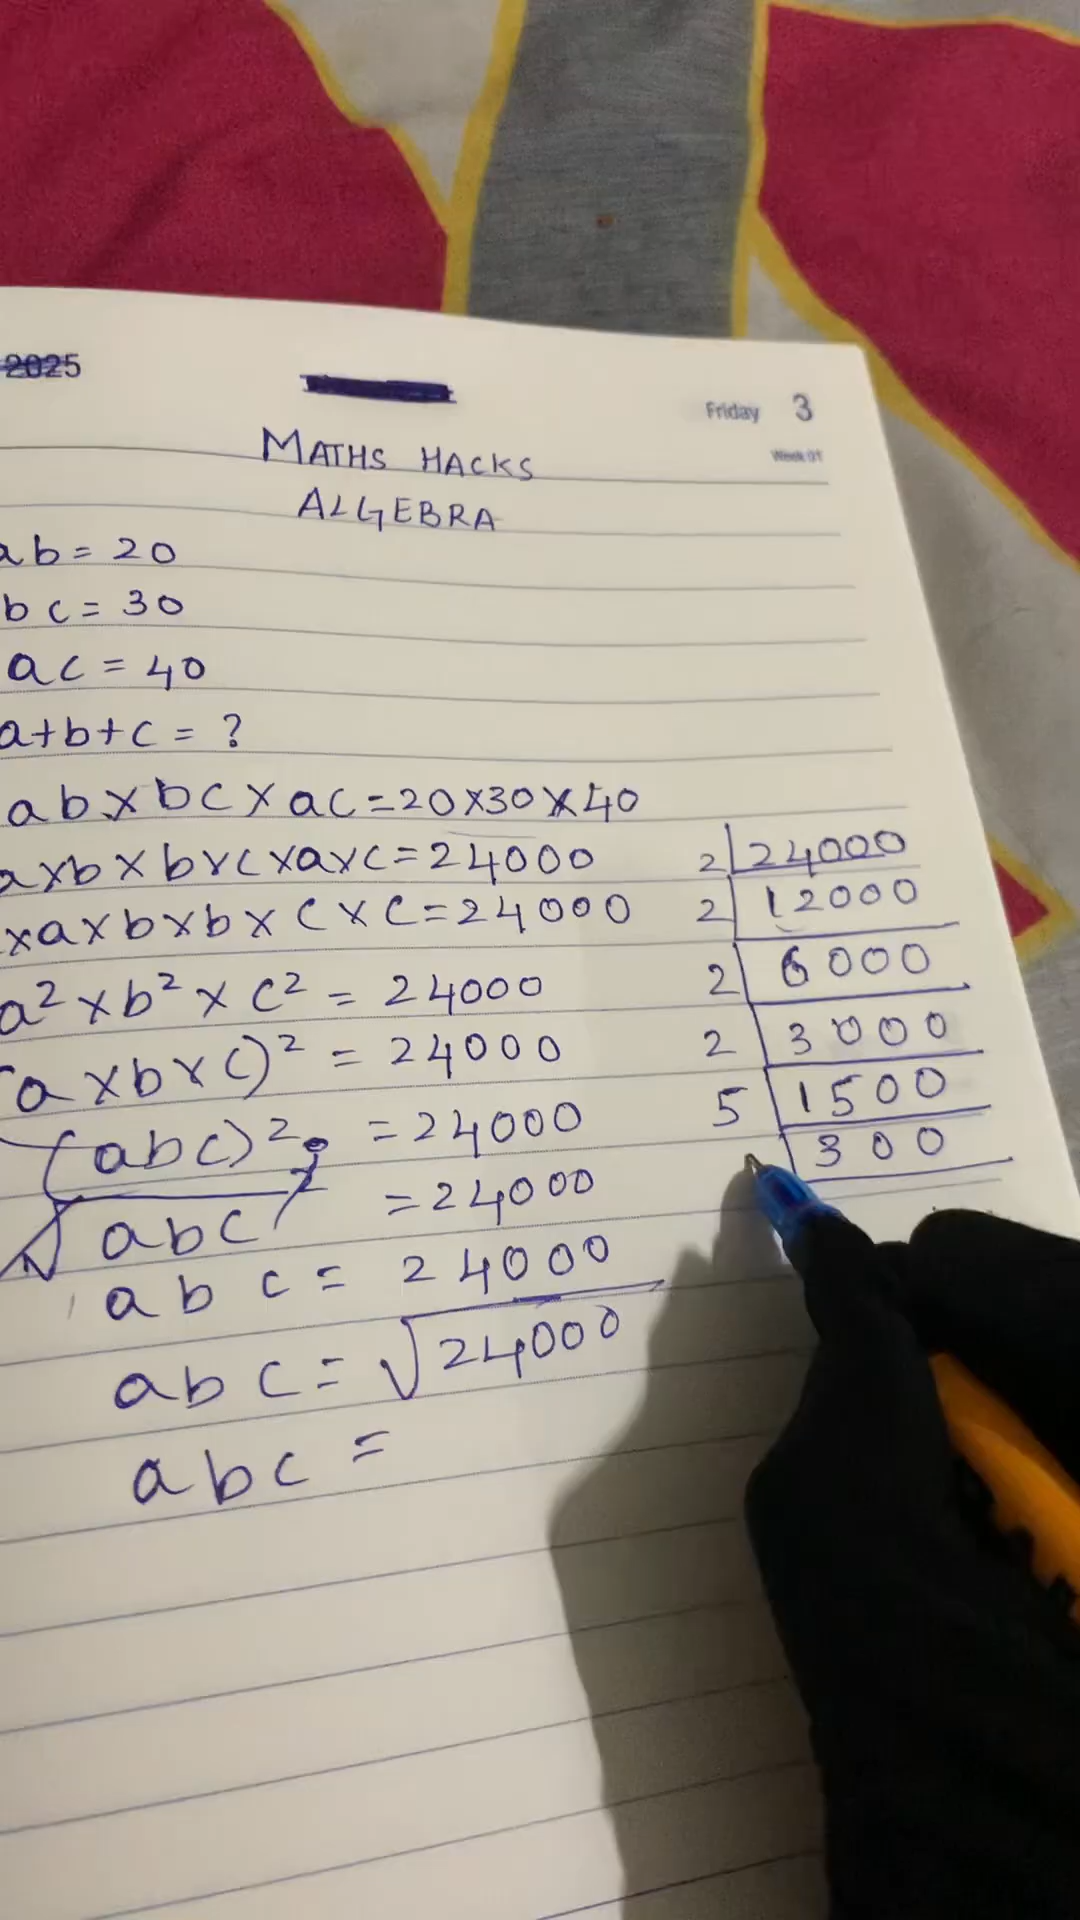 2025
Friday 3
Week 01
MATHS HACKS
ALGEBRA
ab = 20
bc = 30
ac = 40
a+b+c = ?
ab×bc×ac=20×30×40
a×b×b×c×a×c=24000
×a×b×b×c×c=24000
a²×b²×c² = 24000
(a×b×c)² = 24000
(abc)² = 24000
√abc² = 24000
abc = 24000
abc = √24000
abc =
2 24000
2 12000
2 6000
2 3000
5 1500
300